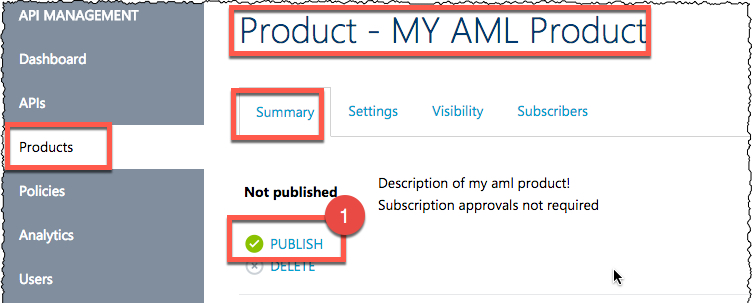 API MANAGEMENT
Dashboard
APIs
Products
Policies
Analytics
Users
Product - MY AML Product
Summary
Settings
Visibility
Subscribers
Not published
Description of my aml product!
Subscription approvals not required
1
PUBLISH
DELETE